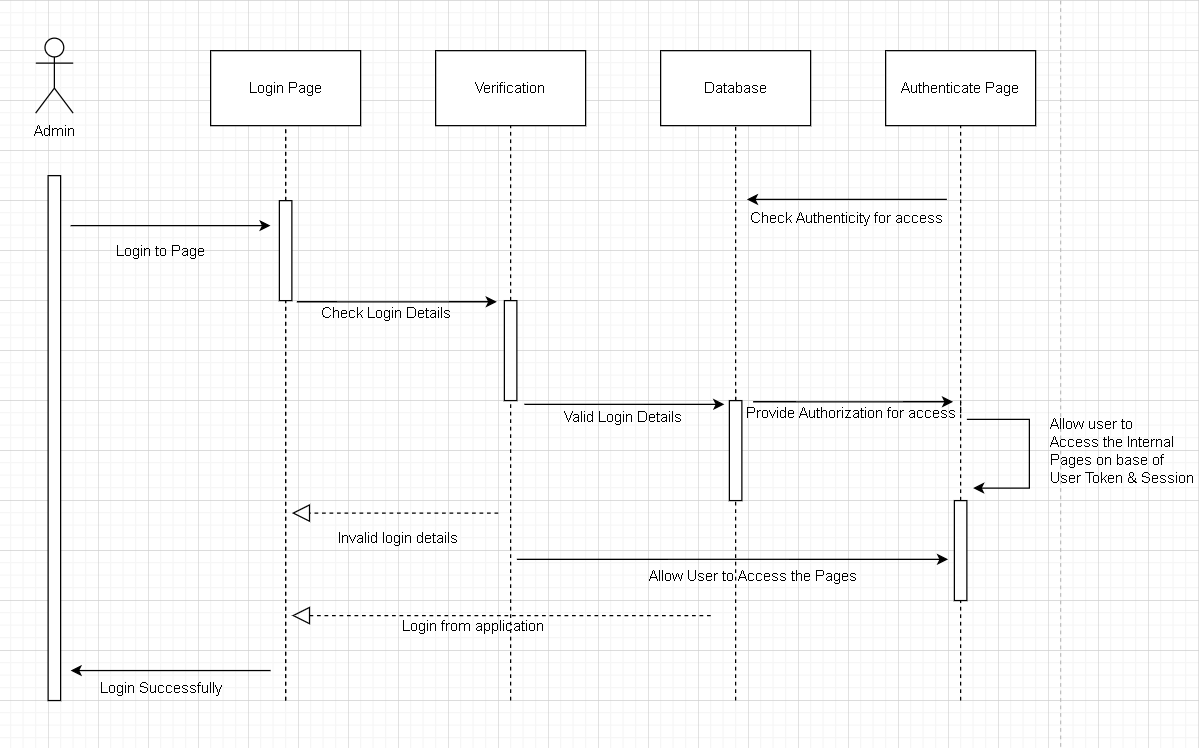 Admin
Login Page
Verification
Database
Authenticate Page
Check Authenticity for access
Login to Page
Check Login Details
Valid Login Details
Provide Authorization for access
Allow user to
Access the Internal
Pages on base of
User Token & Session
Invalid login details
Allow User to Access the Pages
Login from application
Login Successfully